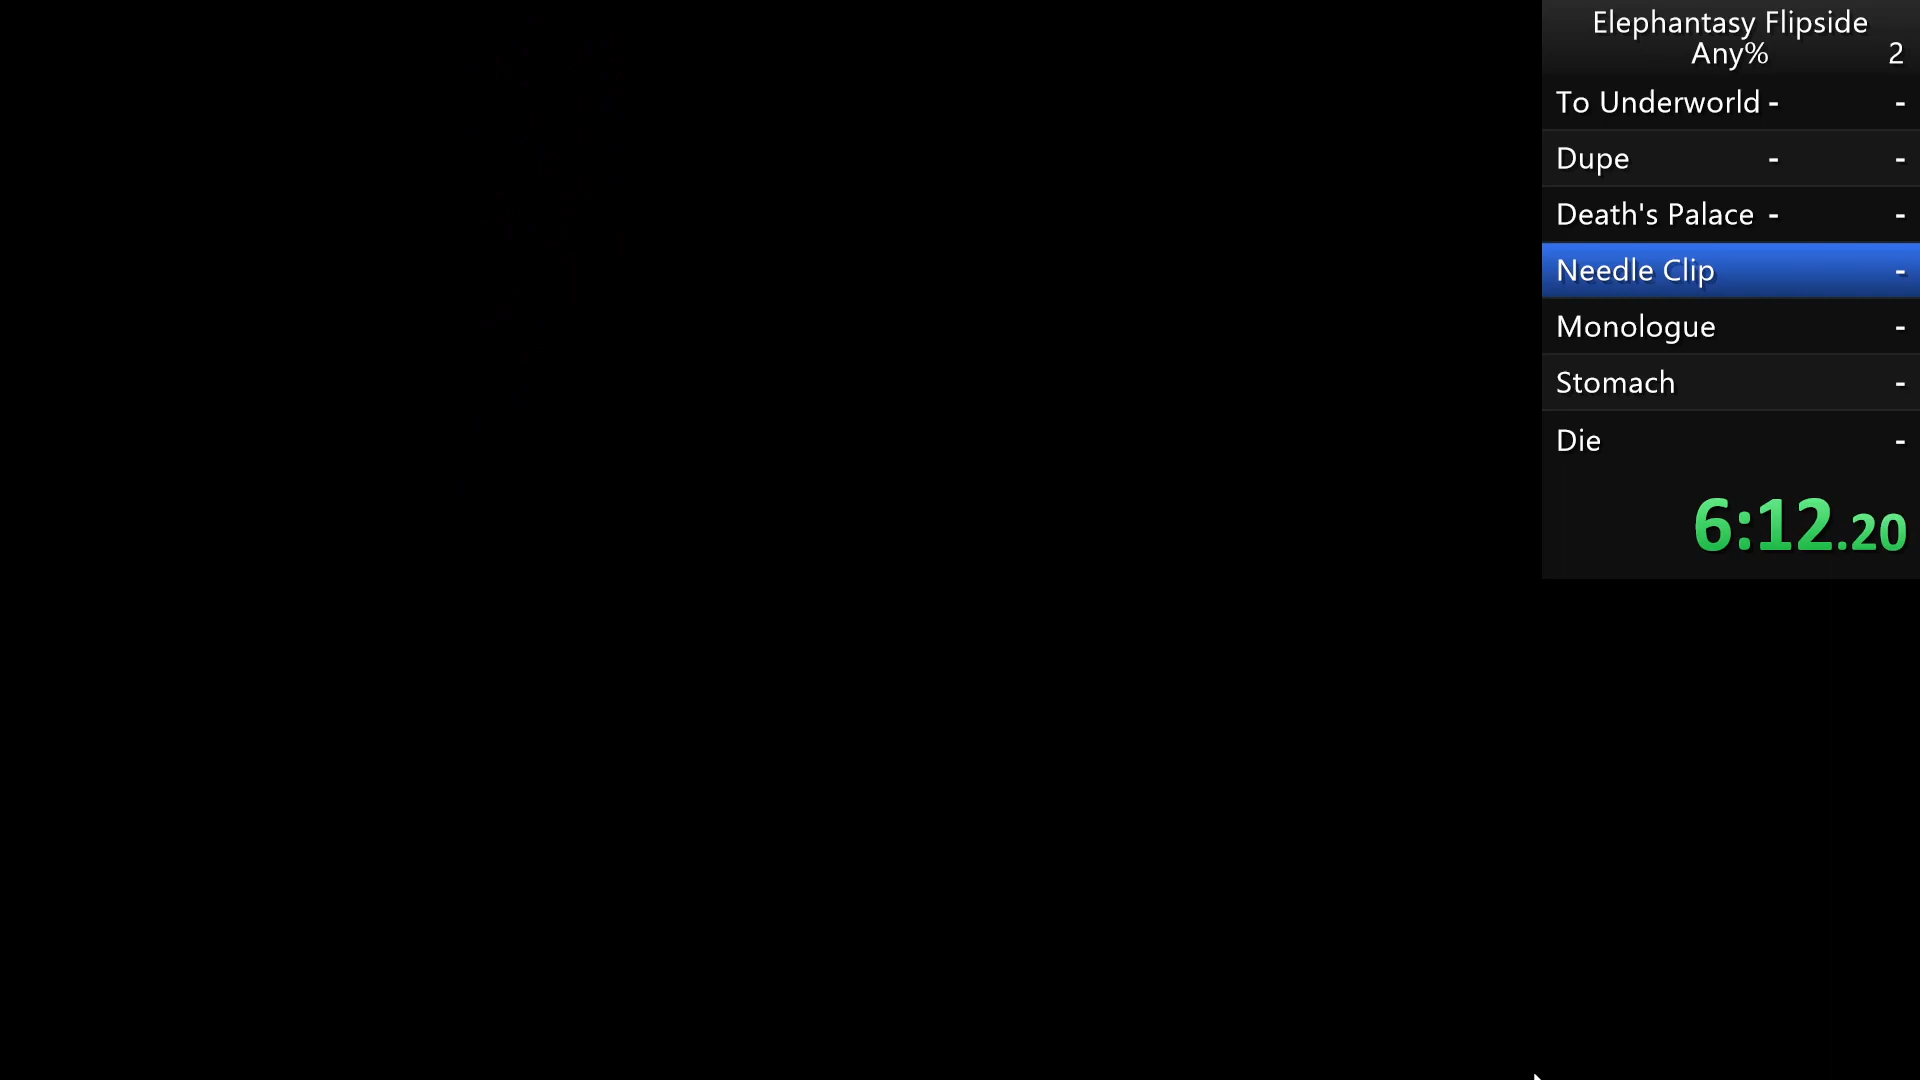 Elephantasy Flipside
Any% 2
To Underworld - -
Dupe - -
Death's Palace - -
Needle Clip -
Monologue -
Stomach -
Die -
6:12.20